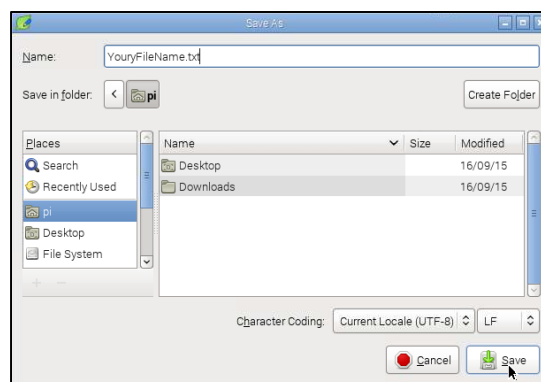 Save As
Name: YouryFileName.txt
Save in folder: < pi Create Folder
Places Name Size Modified
Search Desktop 16/09/15
Recently Used Downloads 16/09/15
pi
Desktop
File System
Character Coding: Current Locale (UTF-8) LF
Cancel Save